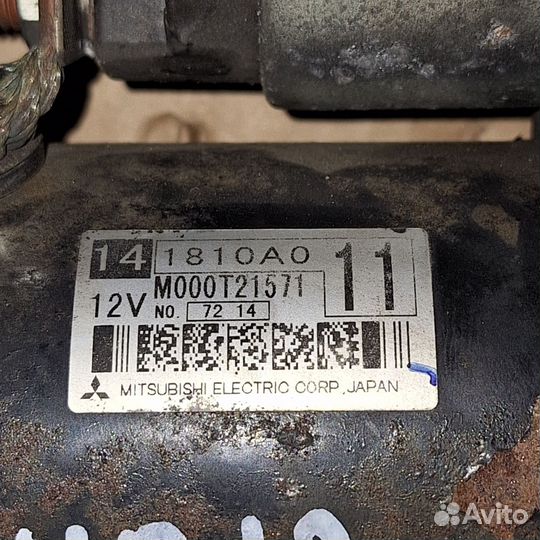 14 1810A0 11
M000T21571
12V NO. 72 14
MITSUBISHI ELECTRIC CORP., JAPAN
Avito